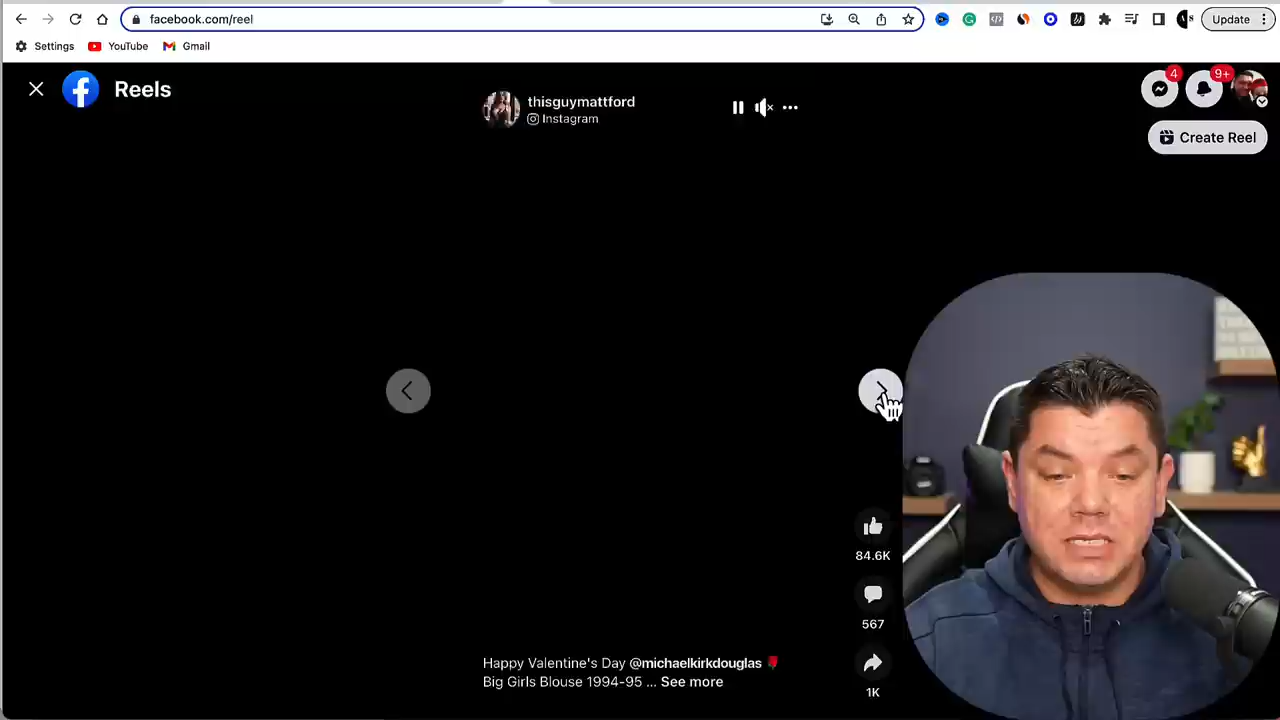 facebook.com/reel
Update
Settings
YouTube
Gmail
Reels
thisguymattford
Instagram
4
9+
Create Reel
84.6K
567
1K
Happy Valentine's Day @michaelkirkdouglas
Big Girls Blouse 1994-95 ... See more